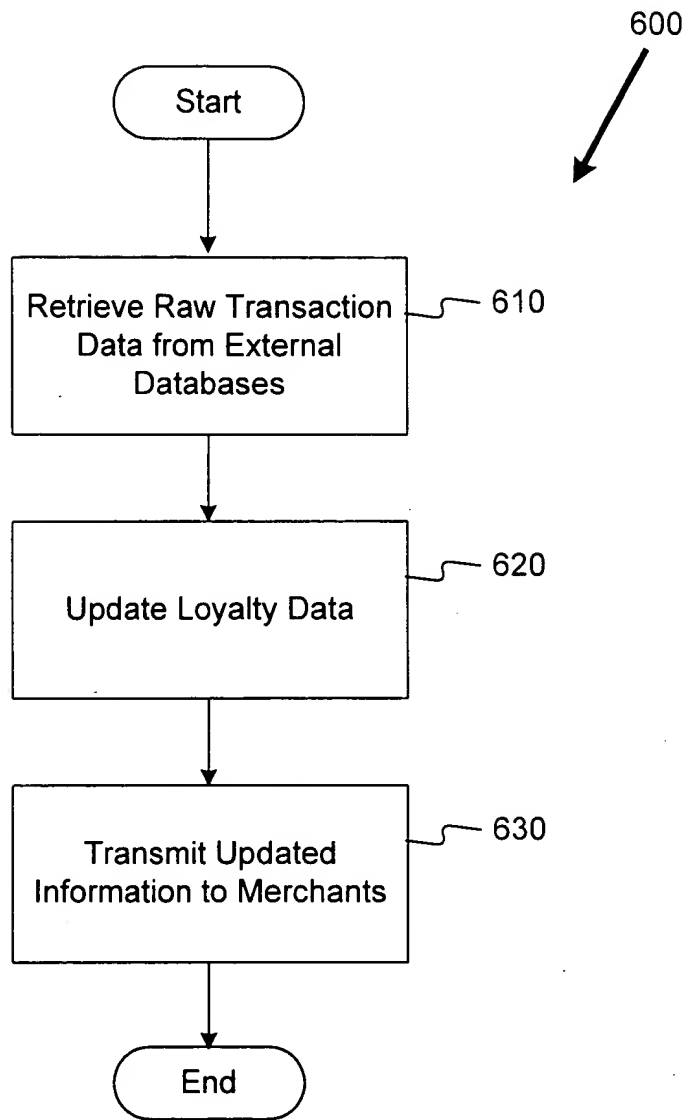 600
Start
Retrieve Raw Transaction
Data from External
Databases
610
Update Loyalty Data
620
Transmit Updated
Information to Merchants
630
End